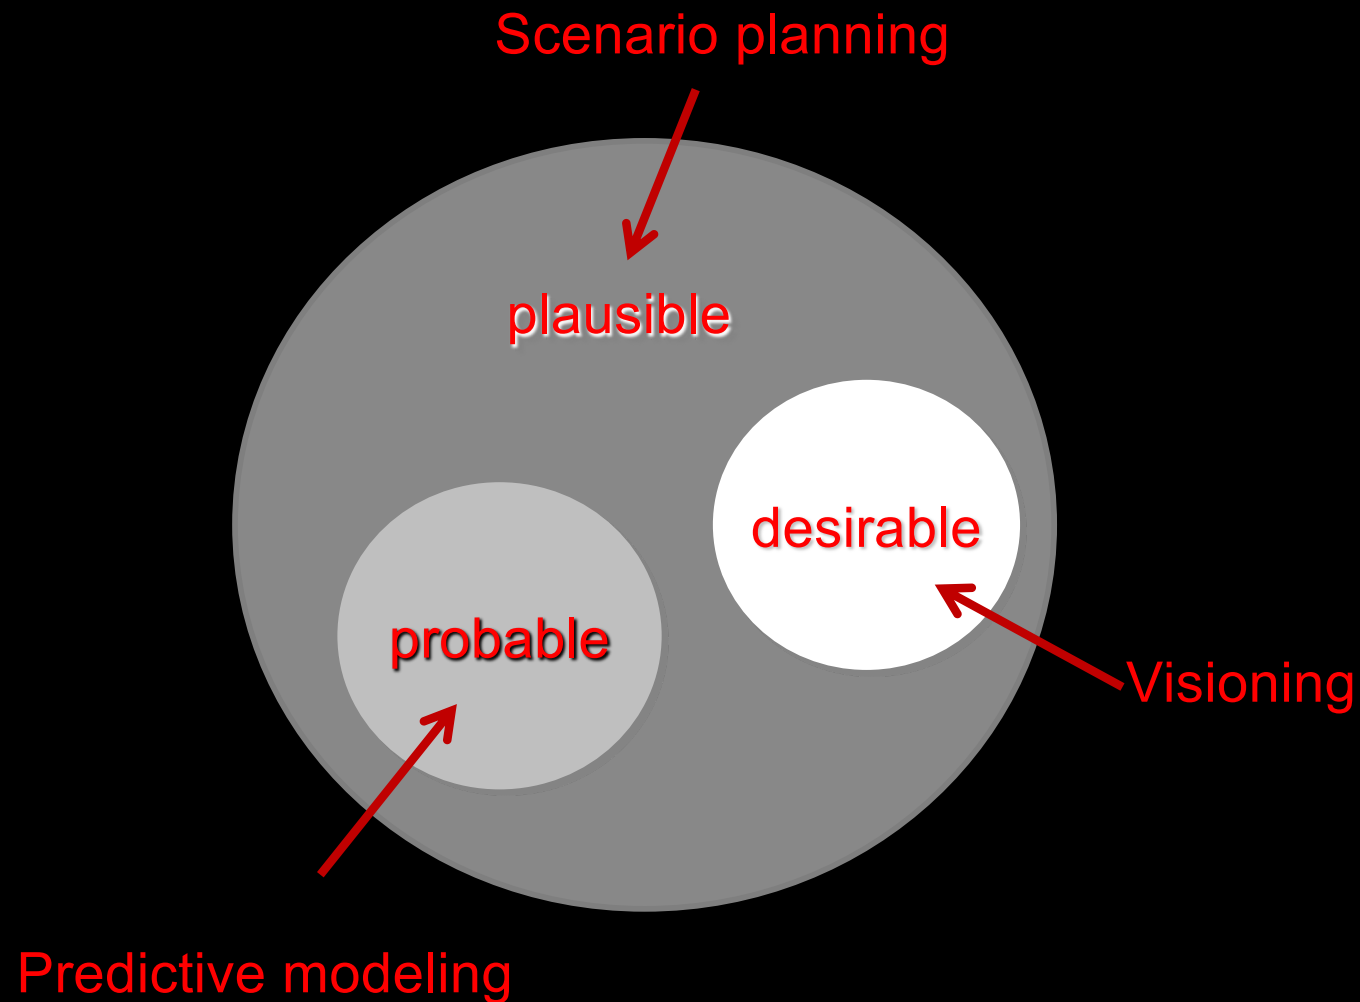 Scenario planning
plausible
desirable
probable
Visioning
Predictive modeling